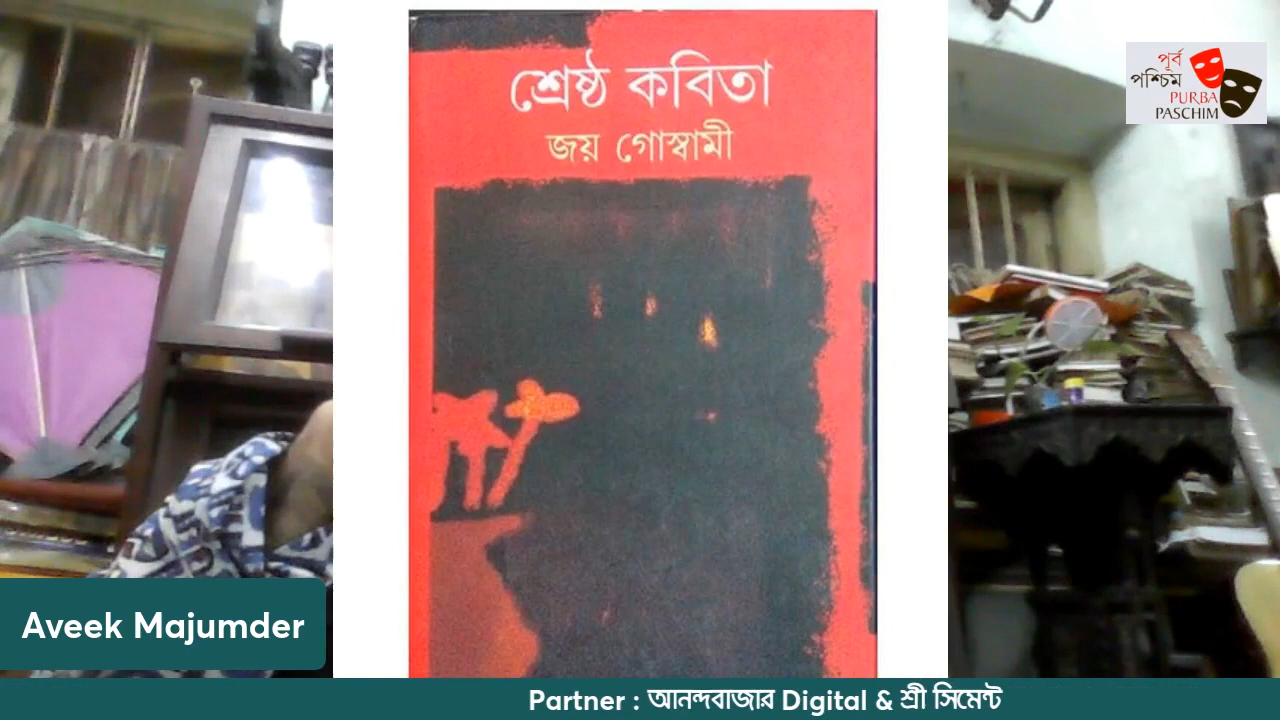 শ্রেষ্ঠ কবিতা
জয় গোস্বামী
পূর্ব
পশ্চিম
PURBA
PASCHIM
Aveek Majumder
Partner : আনন্দবাজার Digital & শ্রী সিমেন্ট